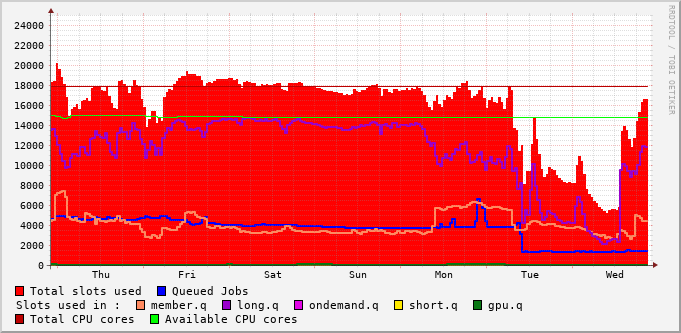 RRDTOOL / TOBI OETIKER
24000
22000
20000
18000
16000
14000
12000
10000
8000
6000
4000
2000
0
Thu Fri Sat Sun Mon Tue Wed
Total slots used Queued Jobs
Slots used in : member.q long.q ondemand.q short.q gpu.q
Total CPU cores Available CPU cores